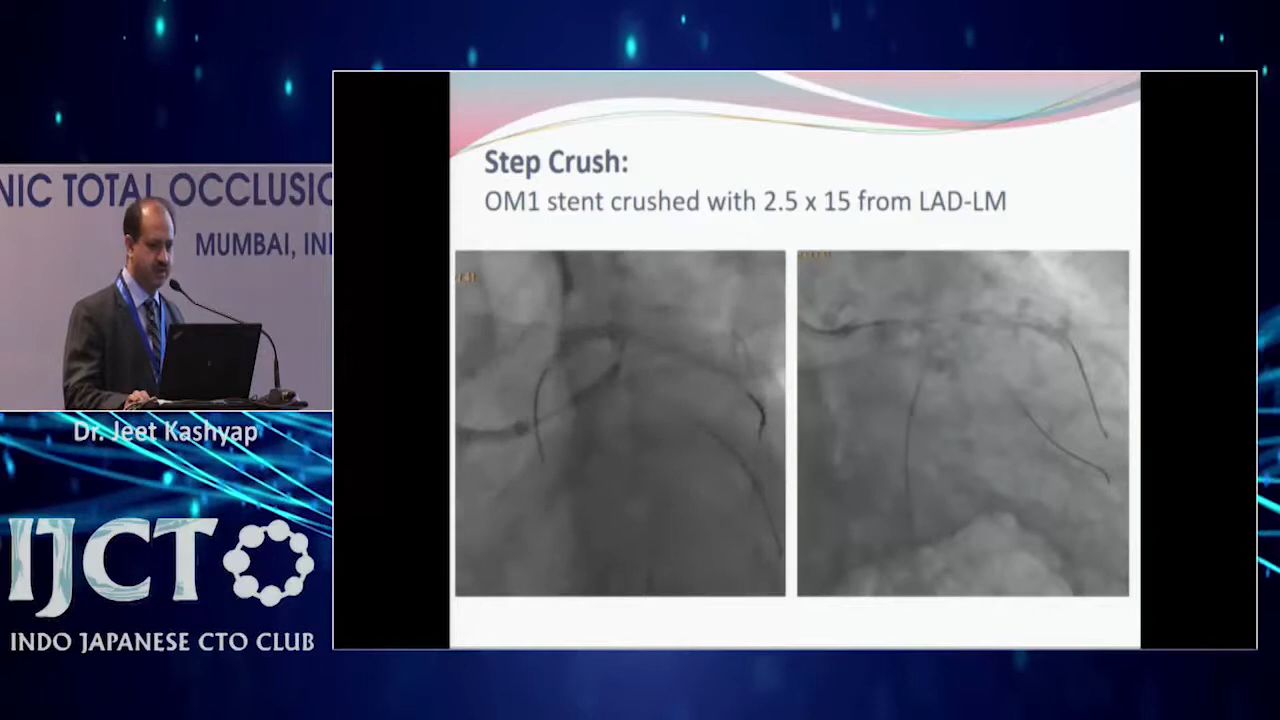 NIC TOTAL OCCLUSIO
MUMBAI, INI
Dr. Jeet Kashyap
IJCTO
INDO JAPANESE CTO CLUB
Step Crush:
OM1 stent crushed with 2.5 x 15 from LAD-LM